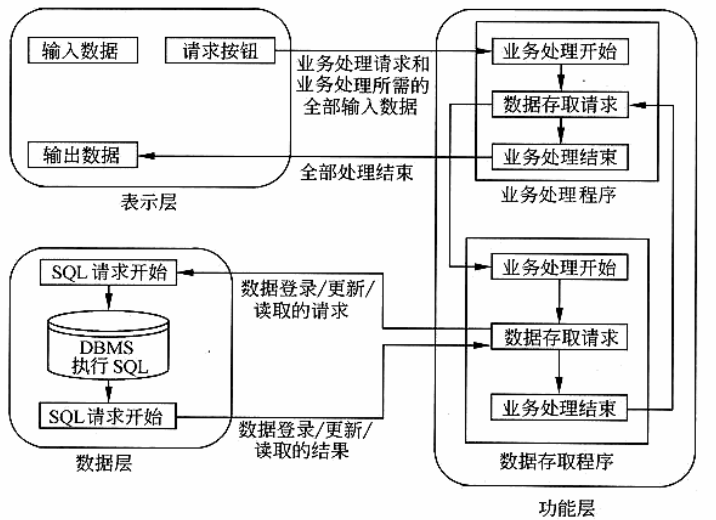 输入数据
请求按钮
业务处理请求和
业务处理所需的
全部输入数据
业务处理开始
数据存取请求
业务处理结束
业务处理程序
输出数据
全部处理结束
表示层
SQL 请求开始
数据登录/更新/
读取的请求
DBMS
执行 SQL
SQL 请求开始
数据登录/更新/
读取的结果
数据层
业务处理开始
数据存取请求
业务处理结束
数据存取程序
功能层